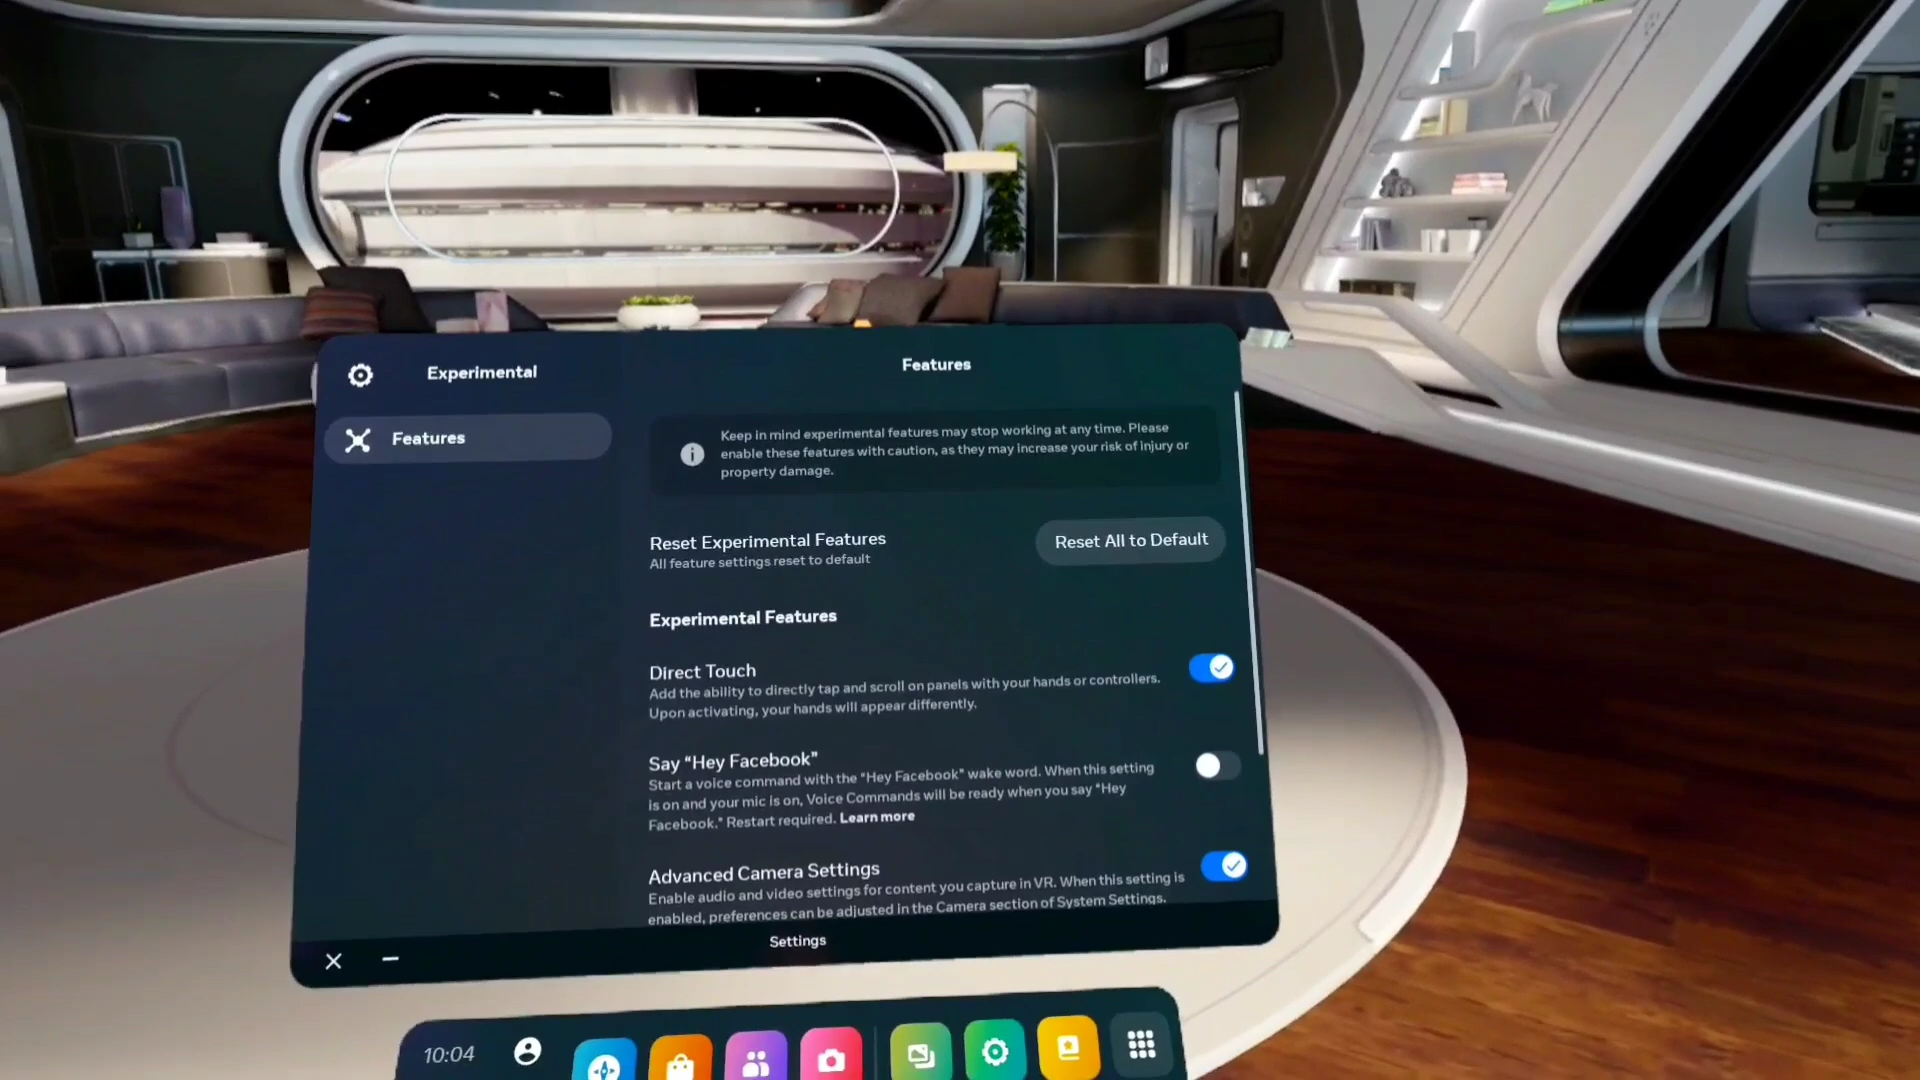 Experimental
Features
Features
Keep in mind experimental features may stop working at any time. Please
enable these features with caution, as they may increase your risk of injury or
property damage.
Reset Experimental Features
All feature settings reset to default
Reset All to Default
Experimental Features
Direct Touch
Add the ability to directly tap and scroll on panels with your hands or controllers.
Upon activating, your hands will appear differently.
Say “Hey Facebook”
Start a voice command with the “Hey Facebook” wake word. When this setting
is on and your mic is on, Voice Commands will be ready when you say “Hey
Facebook.” Restart required. Learn more
Advanced Camera Settings
Enable audio and video settings for content you capture in VR. When this setting is
enabled, preferences can be adjusted in the Camera section of System Settings.
Settings
10:04